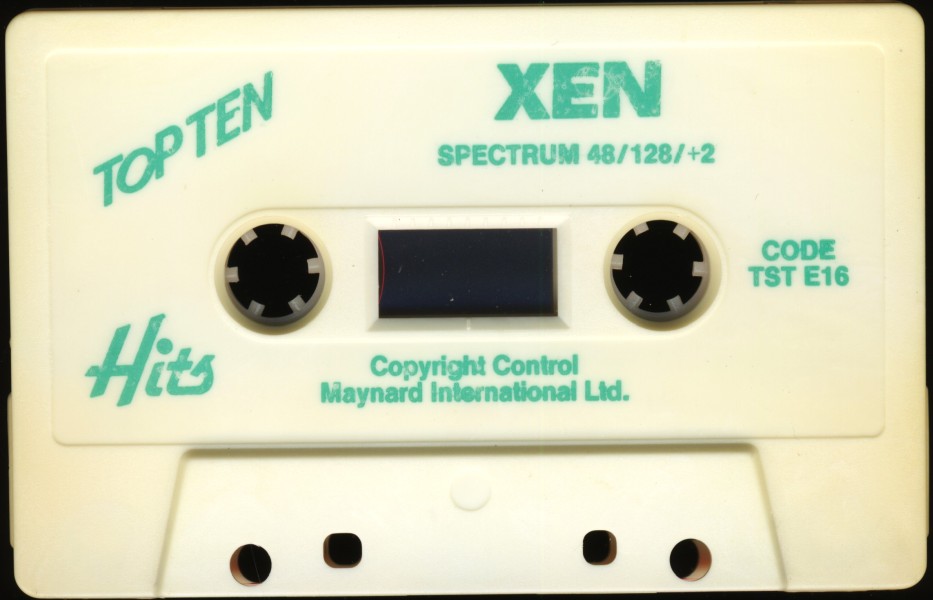 TOP TEN
XEN
SPECTRUM 48/128/+2
CODE
TST E16
Hits
Copyright Control
Maynard International Ltd.